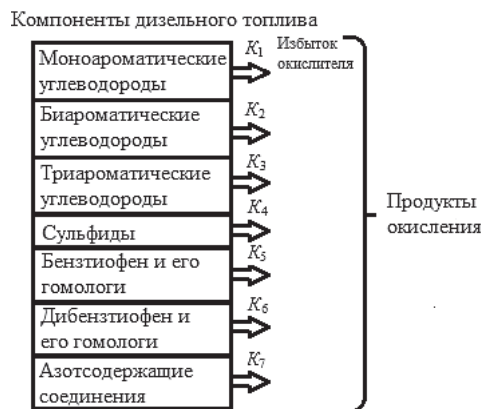 Компоненты дизельного топлива
Моноароматические
углеводороды
K1
Избыток
окислителя
Биароматические
углеводороды
K2
Триароматические
углеводороды
K3
Сульфиды
K4
Бензтиофен и его
гомологи
K5
Дибензтиофен и
его гомологи
K6
Азотсодержащие
соединения
K7
Продукты
окисления